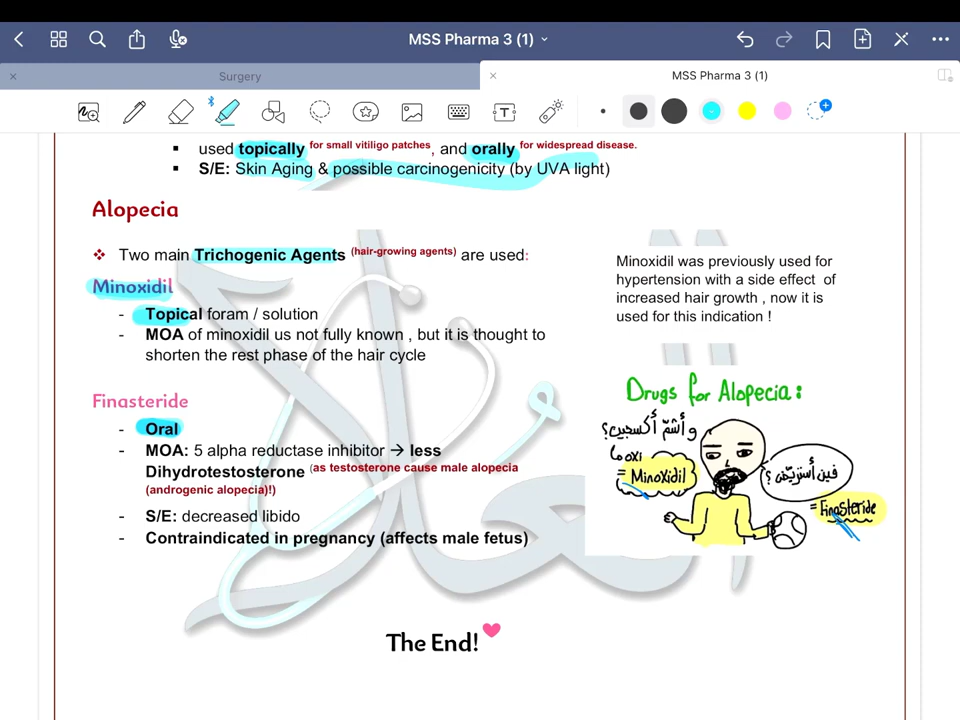 MSS Pharma 3 (1)
Surgery
MSS Pharma 3 (1)
used topically for small vitiligo patches, and orally for widespread disease.
S/E: Skin Aging & possible carcinogenicity (by UVA light)
Alopecia
Two main Trichogenic Agents (hair-growing agents) are used:
Minoxidil
- Topical foram / solution
- MOA of minoxidil us not fully known , but it is thought to
shorten the rest phase of the hair cycle
Finasteride
- Oral
- MOA: 5 alpha reductase inhibitor → less
Dihydrotestosterone (as testosterone cause male alopecia
(androgenic alopecia)!)
- S/E: decreased libido
- Contraindicated in pregnancy (affects male fetus)
Minoxidil was previously used for
hypertension with a side effect of
increased hair growth , now it is
used for this indication !
Drugs for Alopecia:
و أشم أكسجين؟
oxi
= Minoxidil
فين أستريّض ؟
= Finasteride
العلا
The End!